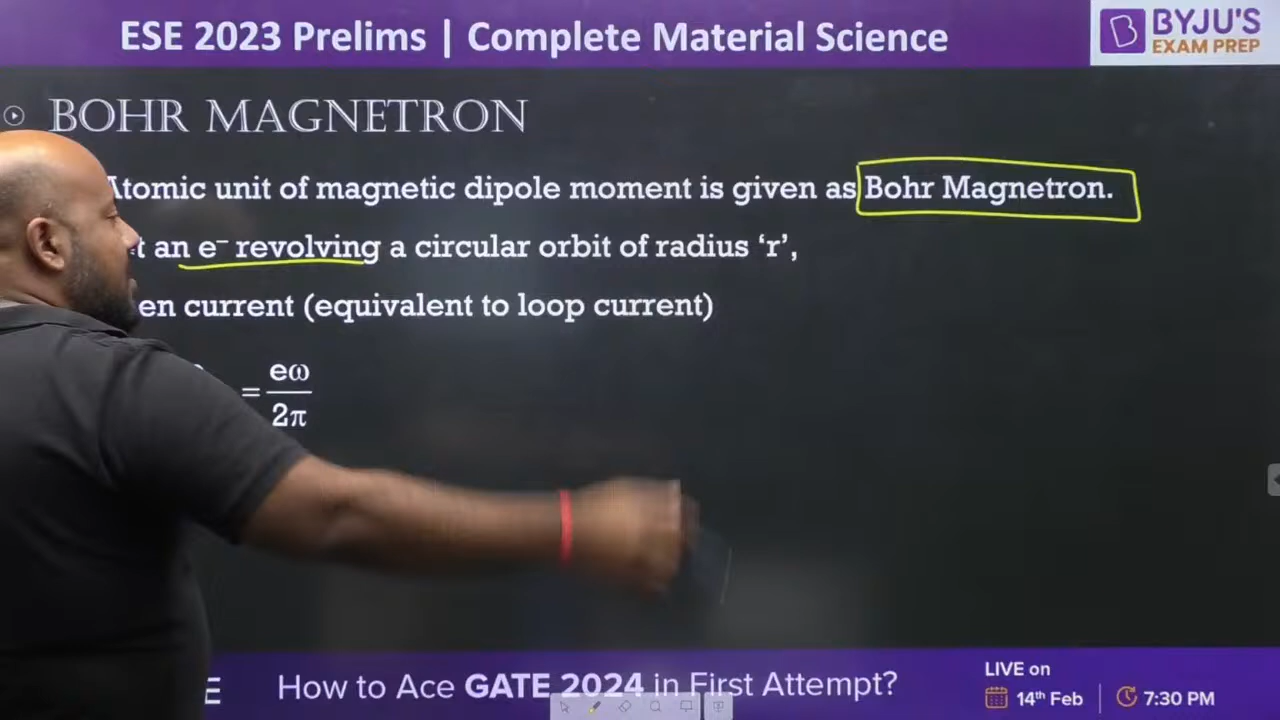 ESE 2023 Prelims | Complete Material Science
BYJU'S
EXAM PREP
BOHR MAGNETRON
Atomic unit of magnetic dipole moment is given as Bohr Magnetron.
an e⁻ revolving a circular orbit of radius ‘r’,
en current (equivalent to loop current)
= eω
2π
E
How to Ace GATE 2024 in First Attempt?
LIVE on
14th Feb | 7:30 PM